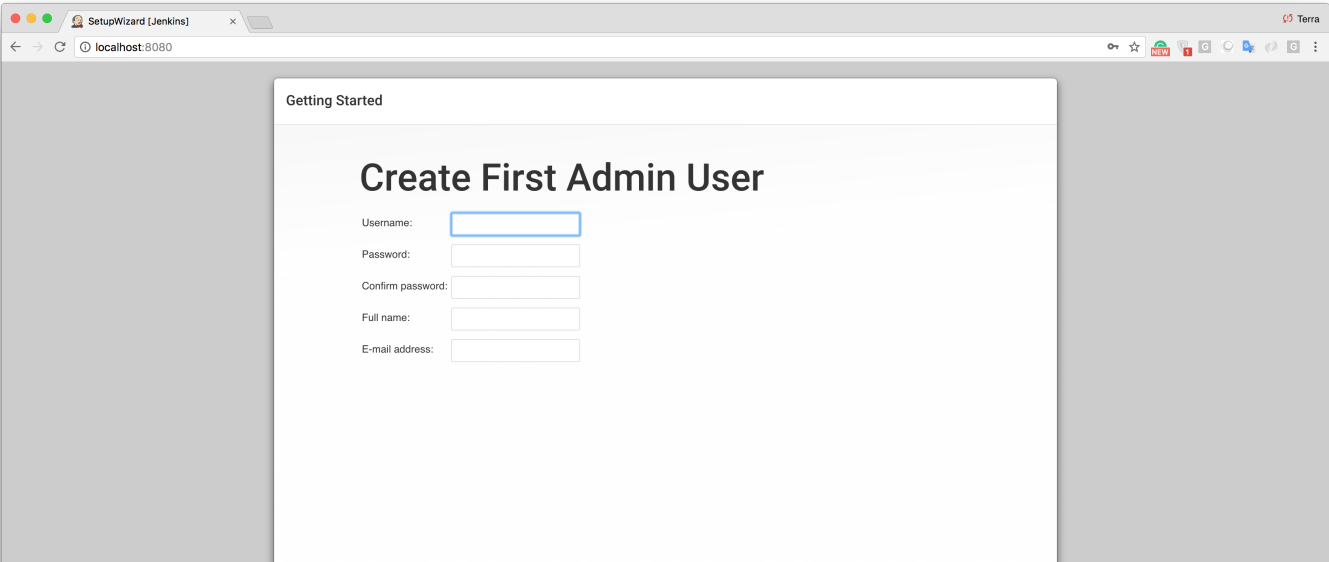 SetupWizard [Jenkins]
Terra
localhost:8080
NEW
1
G
G
Getting Started
Create First Admin User
Username:
Password:
Confirm password:
Full name:
E-mail address: